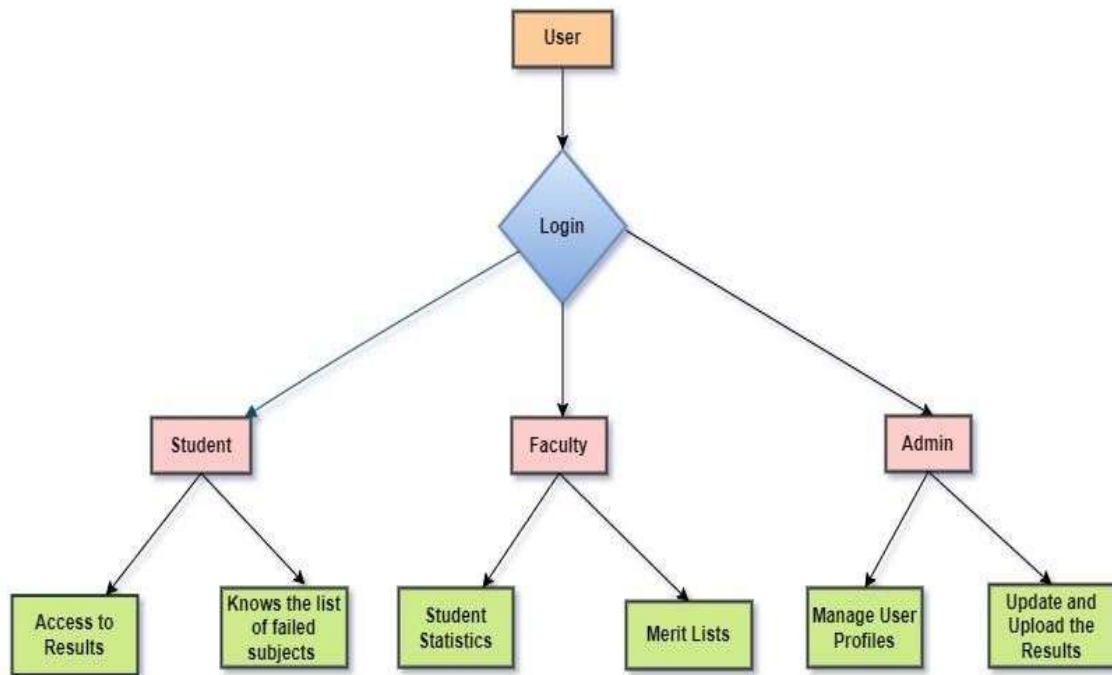 User
Login
Student
Faculty
Admin
Access to
Results
Knows the list
of failed
subjects
Student
Statistics
Merit Lists
Manage User
Profiles
Update and
Upload the
Results